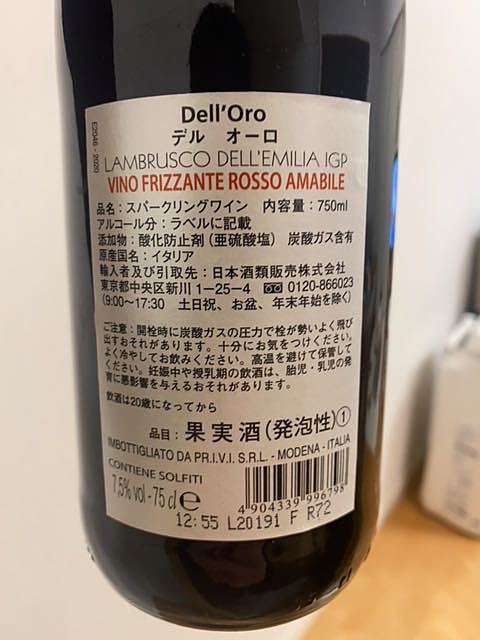 Dell'Oro
デル オーロ
LAMBRUSCO DELL'EMILIA IGP
VINO FRIZZANTE ROSSO AMABILE
品名：スパークリングワイン 内容量：750ml
アルコール分：ラベルに記載
添加物：酸化防止剤（亜硫酸塩） 炭酸ガス含有
原産国名：イタリア
輸入者及び引取先：日本酒類販売株式会社
東京都中央区新川 1－25－4 0120-866023
（9:00～17:30 土日祝、お盆、年末年始を除く）
ご注意：開栓時に炭酸ガスの圧力で栓が勢いよく飛び
出すおそれがあります。十分にお気をつけください。
よく冷やしてお飲みください。高温を避けて保管して
ください。妊娠中や授乳期の飲酒は、胎児・乳児の発
育に悪影響を与えるおそれがあります。
飲酒は20歳になってから
品目：果実酒（発泡性）①
IMBOTTIGLIATO DA P.R.I.V.I. S.R.L. - MODENA - ITALIA
CONTIENE SOLFITI
7,5% vol - 75 cl e
4 904339 996798
12:55 L20191 F R72
E2046 - 2020